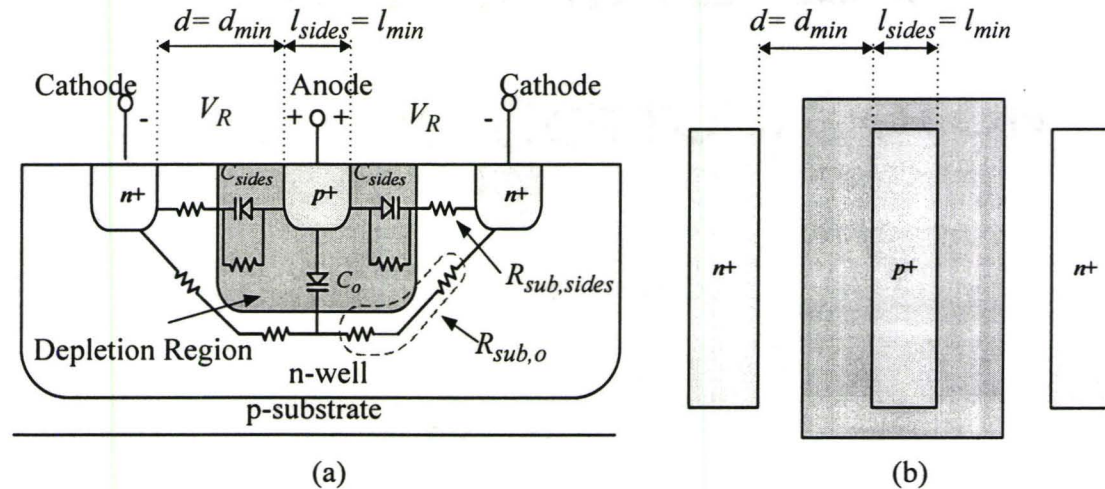 d= d_min l_sides= l_min
Cathode Anode Cathode
- V_R + + V_R -
C_sides C_sides
n+ p+ n+
R_sub,sides
C_o
Depletion Region
R_sub,o
n-well
p-substrate
(a)
d= d_min l_sides= l_min
n+ p+ n+
(b)